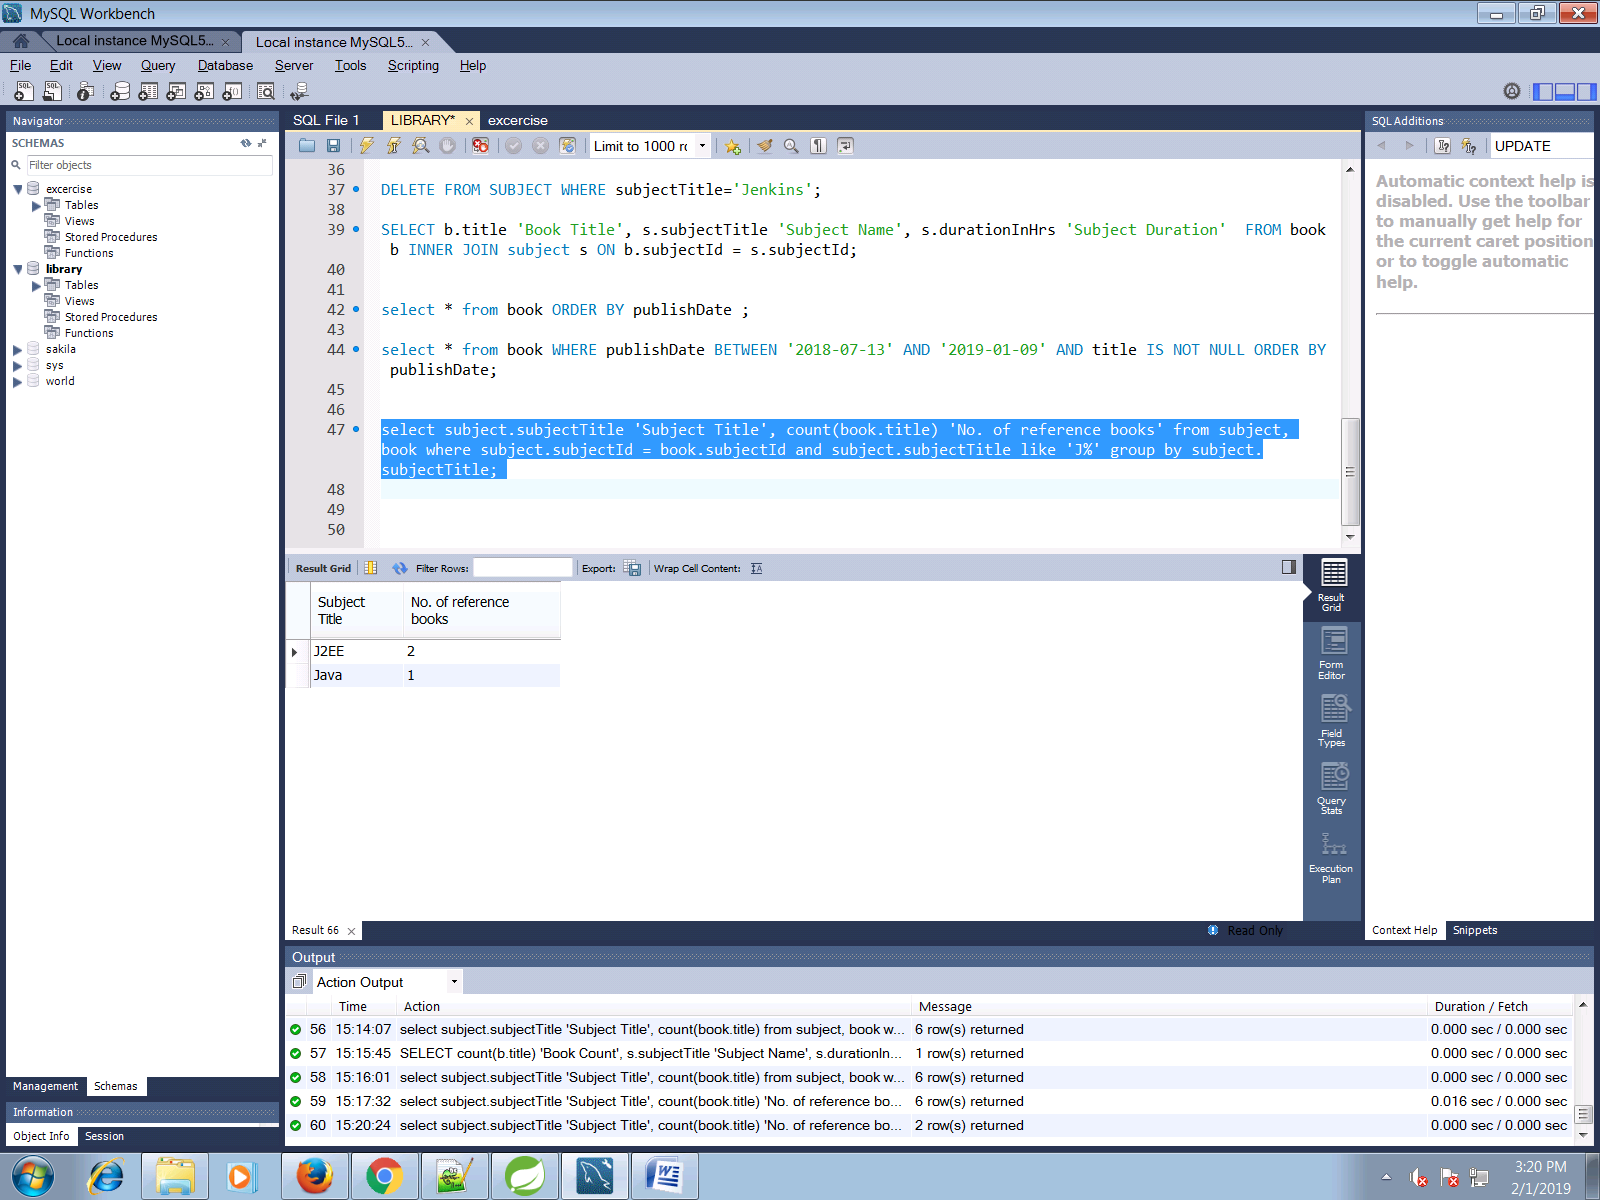 MySQL Workbench
Local instance MySQL5...
Local instance MySQL5...
File Edit View Query Database Server Tools Scripting Help
Navigator
SCHEMAS
Filter objects
excercise
Tables
Views
Stored Procedures
Functions
library
Tables
Views
Stored Procedures
Functions
sakila
sys
world
Management Schemas
Information
Object Info Session
SQL File 1 LIBRARY* excercise
Limit to 1000 rc
36
37 DELETE FROM SUBJECT WHERE subjectTitle='Jenkins';
38
39 SELECT b.title 'Book Title', s.subjectTitle 'Subject Name', s.durationInHrs 'Subject Duration'  FROM book
b INNER JOIN subject s ON b.subjectId = s.subjectId;
40
41
42 select * from book ORDER BY publishDate ;
43
44 select * from book WHERE publishDate BETWEEN '2018-07-13' AND '2019-01-09' AND title IS NOT NULL ORDER BY
publishDate;
45
46
47 select subject.subjectTitle 'Subject Title', count(book.title) 'No. of reference books' from subject,
book where subject.subjectId = book.subjectId and subject.subjectTitle like 'J%' group by subject.
subjectTitle;
48
49
50
Result Grid Filter Rows: Export: Wrap Cell Content:
Subject Title No. of reference books
J2EE 2
Java 1
Result Grid
Form Editor
Field Types
Query Stats
Execution Plan
Result 66 Read Only
SQL Additions
UPDATE
Automatic context help is
disabled. Use the toolbar
to manually get help for
the current caret position
or to toggle automatic
help.
Context Help Snippets
Output
Action Output
Time Action Message Duration / Fetch
56 15:14:07 select subject.subjectTitle 'Subject Title', count(book.title) from subject, book w... 6 row(s) returned 0.000 sec / 0.000 sec
57 15:15:45 SELECT count(b.title) 'Book Count', s.subjectTitle 'Subject Name', s.durationIn... 1 row(s) returned 0.000 sec / 0.000 sec
58 15:16:01 select subject.subjectTitle 'Subject Title', count(book.title) from subject, book w... 6 row(s) returned 0.000 sec / 0.000 sec
59 15:17:32 select subject.subjectTitle 'Subject Title', count(book.title) 'No. of reference bo... 6 row(s) returned 0.016 sec / 0.000 sec
60 15:20:24 select subject.subjectTitle 'Subject Title', count(book.title) 'No. of reference bo... 2 row(s) returned 0.000 sec / 0.000 sec
3:20 PM
2/1/2019